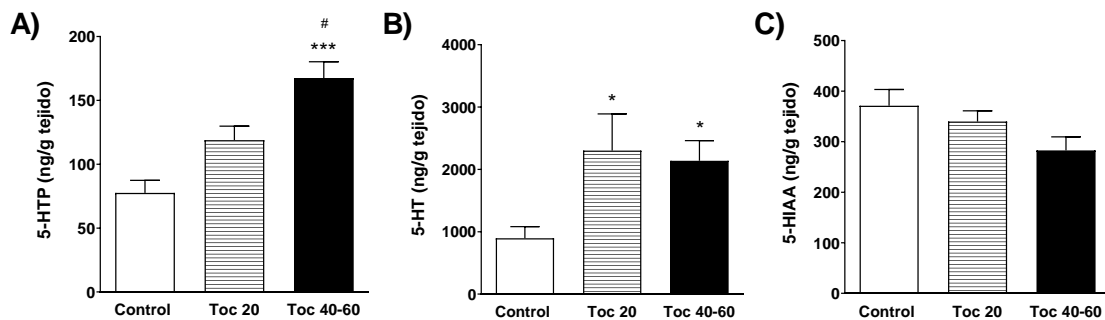 A)
5-HTP (ng/g tejido)
200
150
100
50
0
#
***
Control Toc 20 Toc 40-60
B)
5-HT (ng/g tejido)
4000
3000
2000
1000
0
*
*
Control Toc 20 Toc 40-60
C)
5-HIAA (ng/g tejido)
500
400
300
200
100
0
Control Toc 20 Toc 40-60